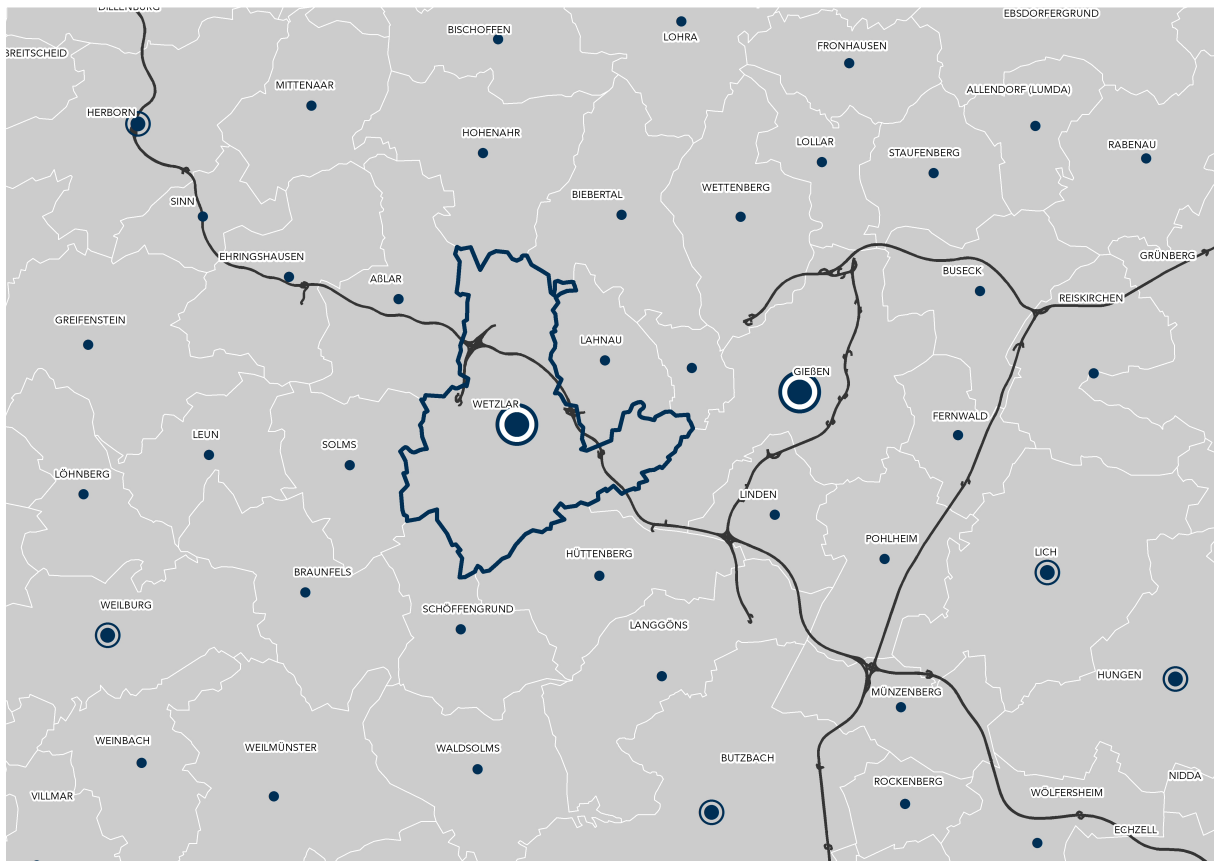 DILLENBURG
EBSDORFERGRUND
BISCHOFFEN
LOHRA
FRONHAUSEN
BREITSCHEID
MITTENAAR
ALLENDORF (LUMDA)
HERBORN
HOHENAHR
LOLLAR
STAUFENBERG
RABENAU
BIEBERTAL
WETTENBERG
SINN
EHRINGSHAUSEN
GRÜNBERG
AßLAR
BUSECK
REISKIRCHEN
GREIFENSTEIN
LAHNAU
GIEßEN
WETZLAR
FERNWALD
LEUN
SOLMS
LÖHNBERG
LINDEN
POHLHEIM
HÜTTENBERG
LICH
BRAUNFELS
WEILBURG
SCHÖFFENGRUND
LANGGÖNS
HUNGEN
MÜNZENBERG
WEINBACH
WEILMÜNSTER
WALDSOLMS
BUTZBACH
NIDDA
ROCKENBERG
WÖLFERSHEIM
VILLMAR
ECHZELL